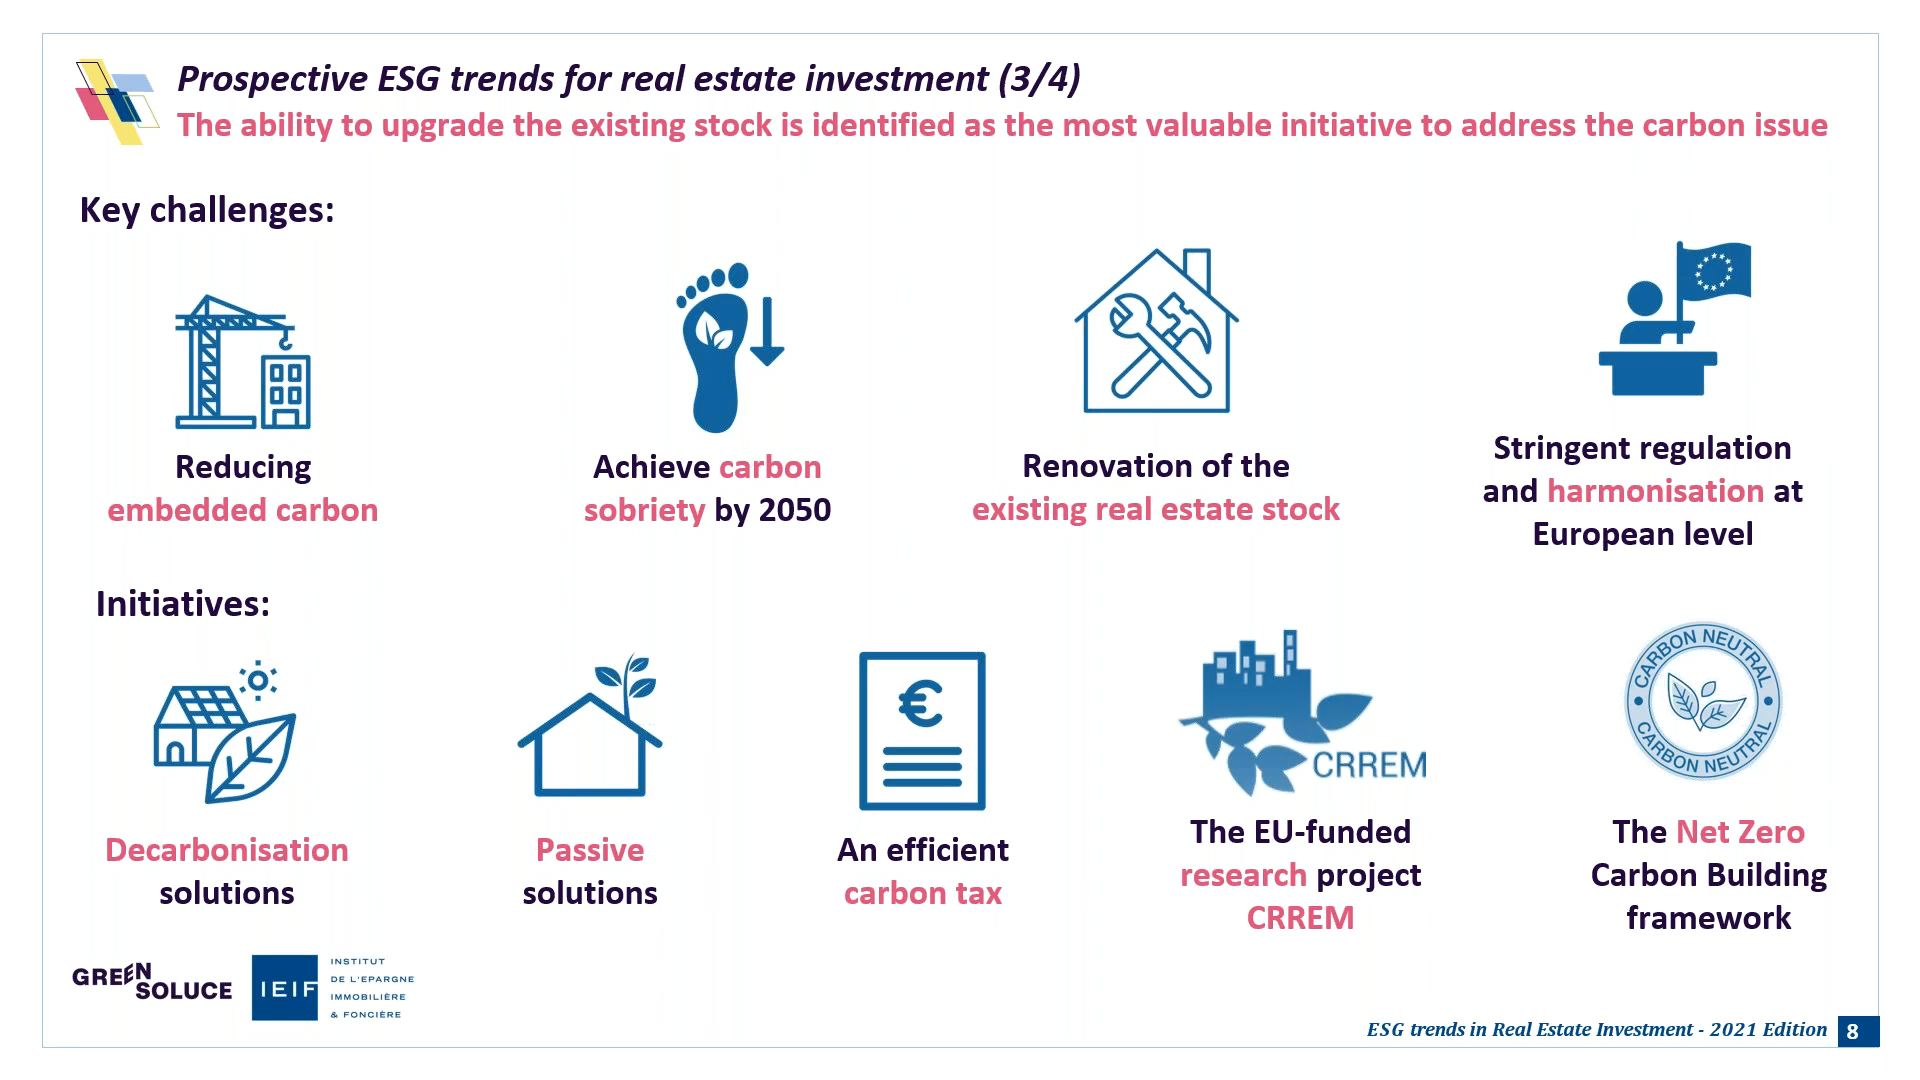 Prospective ESG trends for real estate investment (3/4)
The ability to upgrade the existing stock is identified as the most valuable initiative to address the carbon issue
Key challenges:
Reducing
embedded carbon
Achieve carbon
sobriety by 2050
Renovation of the
existing real estate stock
Stringent regulation
and harmonisation at
European level
Initiatives:
Decarbonisation
solutions
Passive
solutions
€
An efficient
carbon tax
CRREM
The EU-funded
research project
CRREM
CARBON NEUTRAL
CARBON NEUTRAL
The Net Zero
Carbon Building
framework
GREEN
SOLUCE
IEIF
INSTITUT
DE L'EPARGNE
IMMOBILIÈRE
& FONCIÈRE
ESG trends in Real Estate Investment - 2021 Edition
8